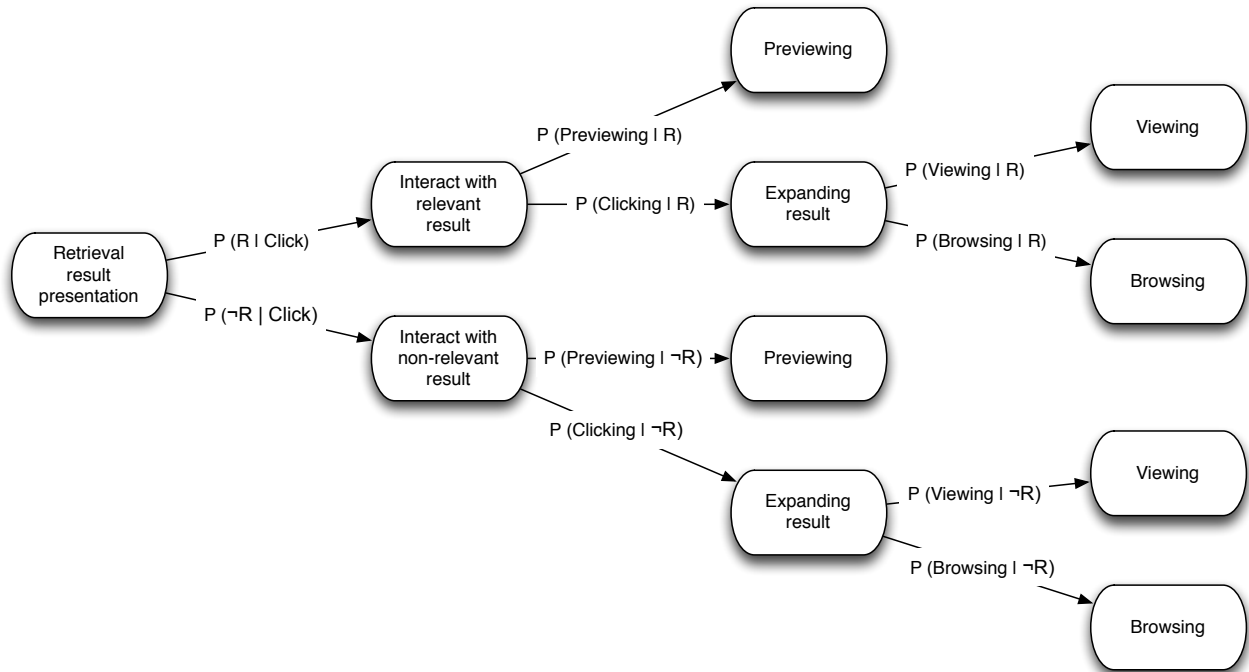 Previewing
P (Previewing | R)
Viewing
P (Viewing | R)
Interact with
relevant
result
P (Clicking | R)
Expanding
result
P (R | Click)
P (Browsing | R)
Retrieval
result
presentation
Browsing
P (¬R | Click)
Interact with
non-relevant
result
P (Previewing | ¬R)
Previewing
P (Clicking | ¬R)
Viewing
P (Viewing | ¬R)
Expanding
result
P (Browsing | ¬R)
Browsing